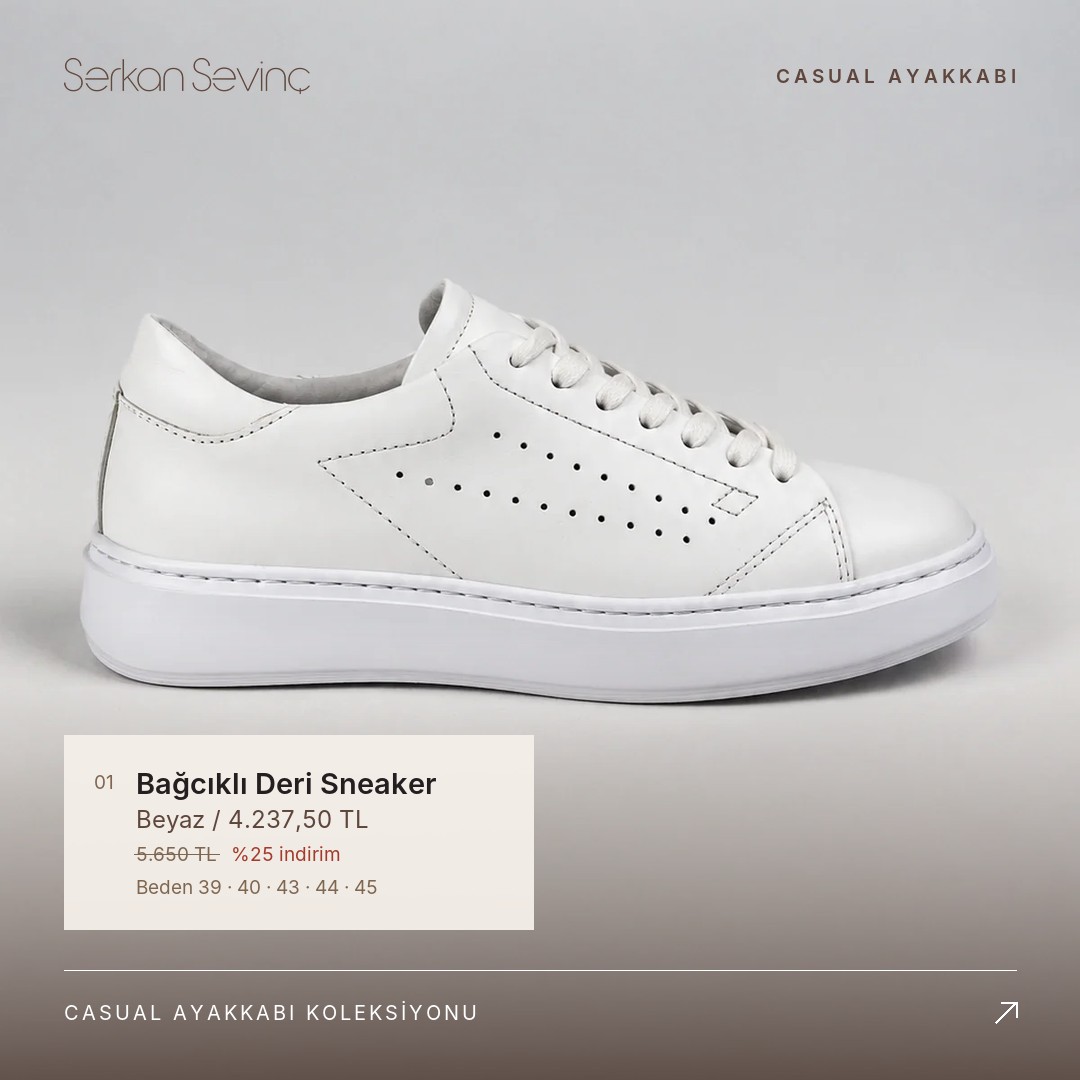 Serkan Sevinç
CASUAL AYAKKABI
01
Bağcıklı Deri Sneaker
Beyaz / 4.237,50 TL
5.650 TL %25 indirim
Beden 39 · 40 · 43 · 44 · 45
CASUAL AYAKKABI KOLEKSİYONU